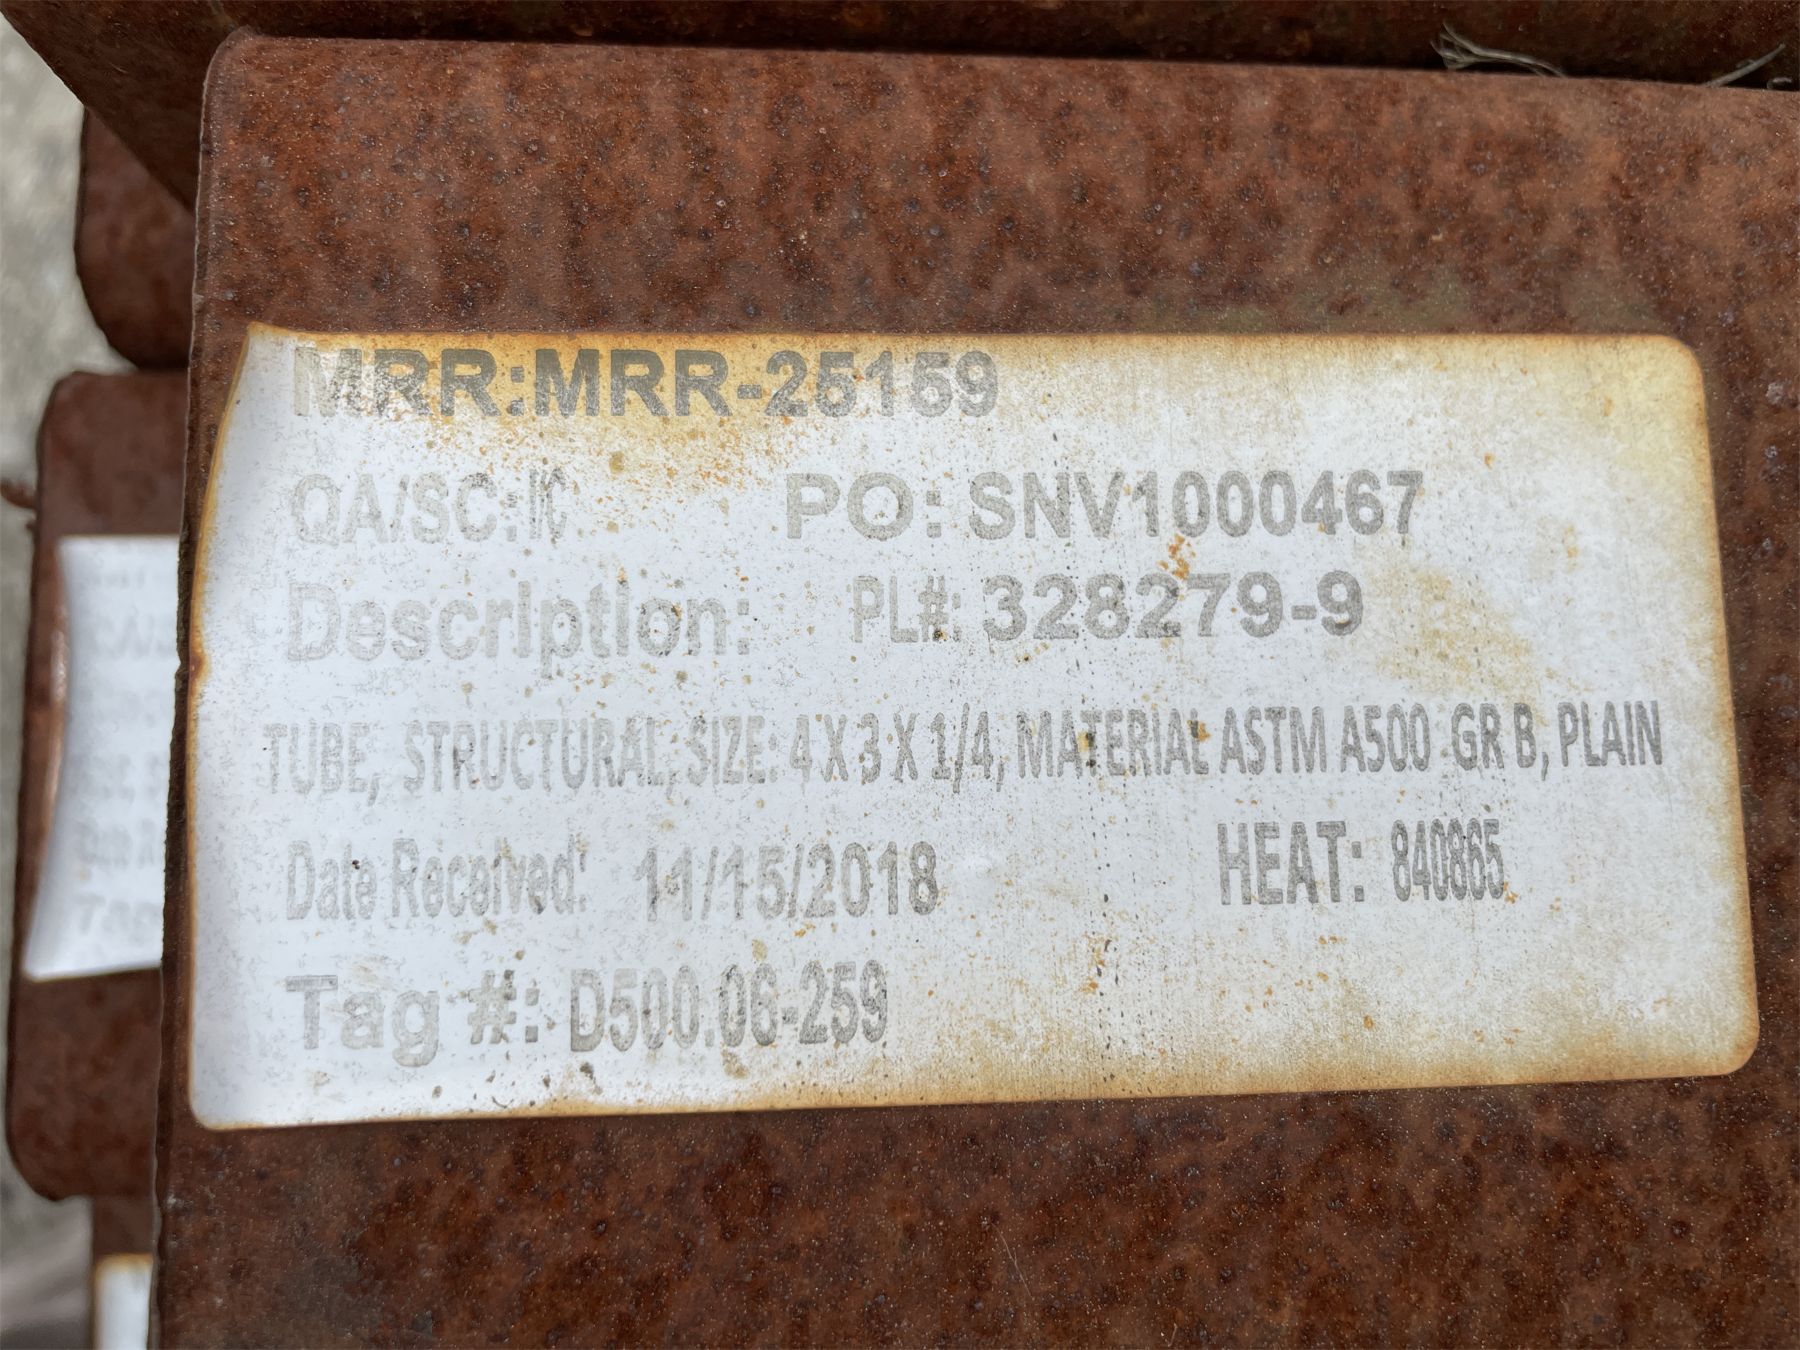 MRR:MRR-25159
QA/SC: PO: SNV1000467
Description: PL#: 328279-9
TUBE, STRUCTURAL, SIZE: 4 X 3 X 1/4, MATERIAL ASTM A500 GR B, PLAIN
Date Received: 11/15/2018 HEAT: 840865
Tag #: D500.06-259